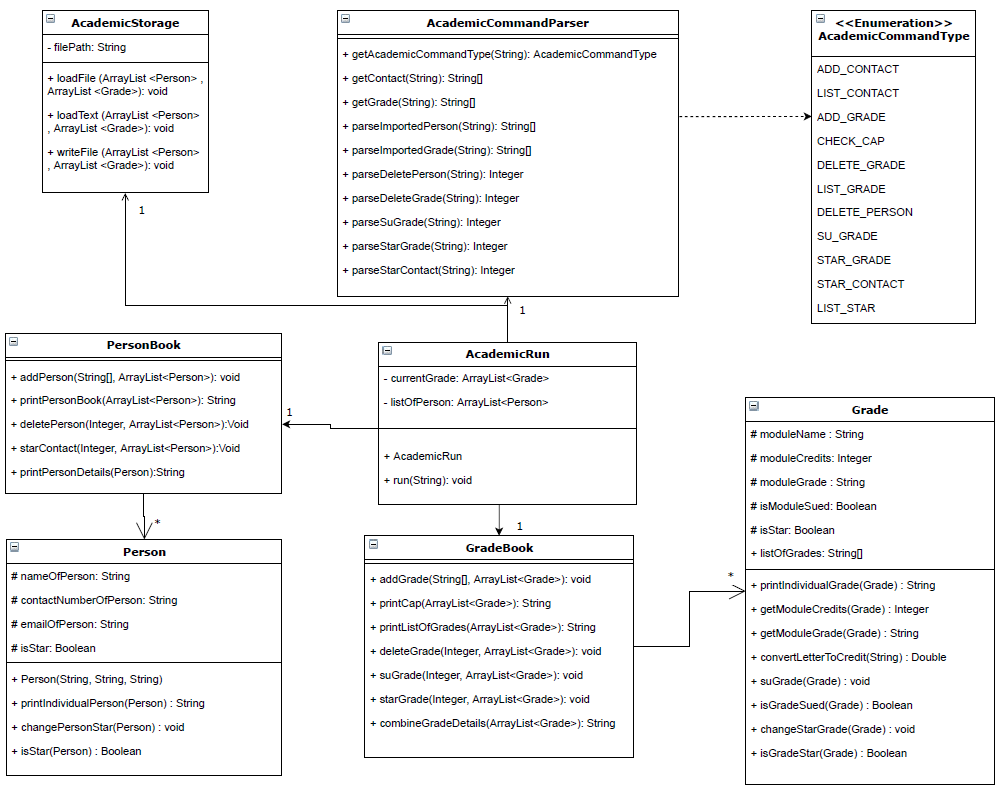 AcademicStorage
- filePath: String
+ loadFile (ArrayList <Person> ,
ArrayList <Grade>): void
+ loadText (ArrayList <Person>
, ArrayList <Grade>): void
+ writeFile (ArrayList <Person>
, ArrayList <Grade>): void
1
AcademicCommandParser
+ getAcademicCommandType(String): AcademicCommandType
+ getContact(String): String[]
+ getGrade(String): String[]
+ parseImportedPerson(String): String[]
+ parseImportedGrade(String): String[]
+ parseDeletePerson(String): Integer
+ parseDeleteGrade(String): Integer
+ parseSuGrade(String): Integer
+ parseStarGrade(String): Integer
+ parseStarContact(String): Integer
1
<<Enumeration>>
AcademicCommandType
ADD_CONTACT
LIST_CONTACT
ADD_GRADE
CHECK_CAP
DELETE_GRADE
LIST_GRADE
DELETE_PERSON
SU_GRADE
STAR_GRADE
STAR_CONTACT
LIST_STAR
PersonBook
+ addPerson(String[], ArrayList<Person>): void
+ printPersonBook(ArrayList<Person>): String
+ deletePerson(Integer, ArrayList<Person>):Void
+ starContact(Integer, ArrayList<Person>):Void
+ printPersonDetails(Person):String
1
AcademicRun
- currentGrade: ArrayList<Grade>
- listOfPerson: ArrayList<Person>
+ AcademicRun
+ run(String): void
*
1
Person
# nameOfPerson: String
# contactNumberOfPerson: String
# emailOfPerson: String
# isStar: Boolean
+ Person(String, String, String)
+ printIndividualPerson(Person) : String
+ changePersonStar(Person) : void
+ isStar(Person) : Boolean
GradeBook
+ addGrade(String[], ArrayList<Grade>): void
+ printCap(ArrayList<Grade>): String
+ printListOfGrades(ArrayList<Grade>): String
+ deleteGrade(Integer, ArrayList<Grade>): void
+ suGrade(Integer, ArrayList<Grade>): void
+ starGrade(Integer, ArrayList<Grade>): void
+ combineGradeDetails(ArrayList<Grade>): String
*
Grade
# moduleName : String
# moduleCredits: Integer
# moduleGrade : String
# isModuleSued: Boolean
# isStar: Boolean
+ listOfGrades: String[]
+ printIndividualGrade(Grade) : String
+ getModuleCredits(Grade) : Integer
+ getModuleGrade(Grade) : String
+ convertLetterToCredit(String) : Double
+ suGrade(Grade) : void
+ isGradeSued(Grade) : Boolean
+ changeStarGrade(Grade) : void
+ isGradeStar(Grade) : Boolean